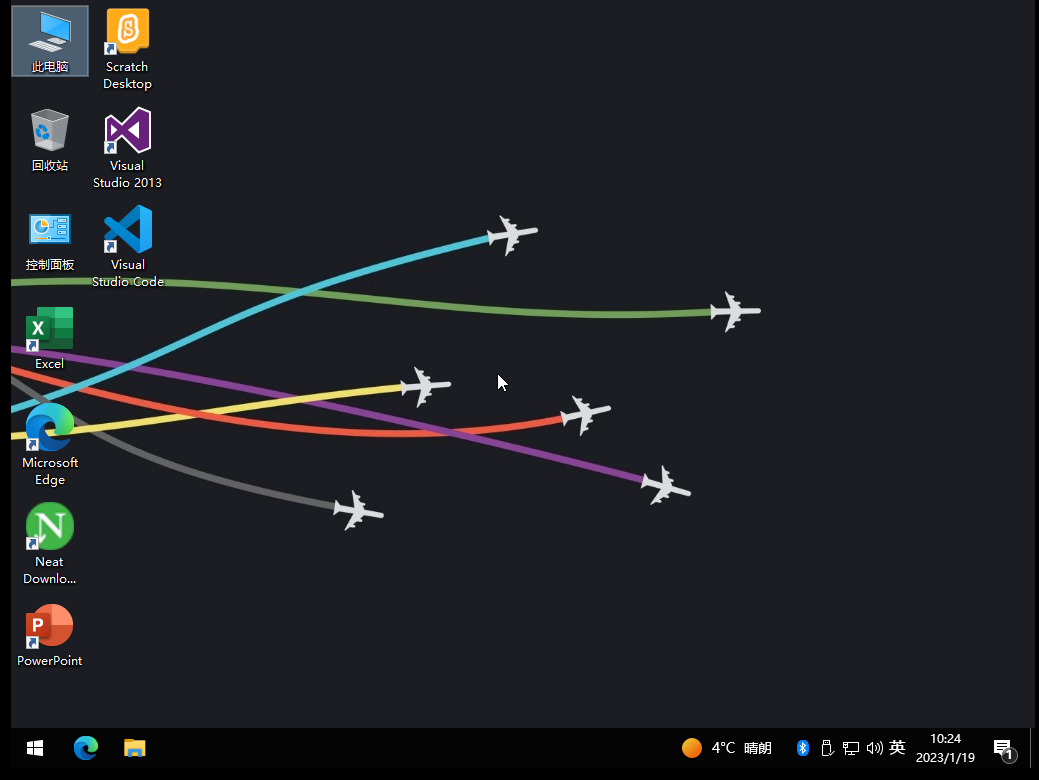 此电脑
Scratch
Desktop
回收站
Visual
Studio 2013
控制面板
Visual
Studio Code
X
Excel
Microsoft
Edge
N
Neat
Downlo...
P
PowerPoint
4°C 晴朗
英
10:24
2023/1/19
1